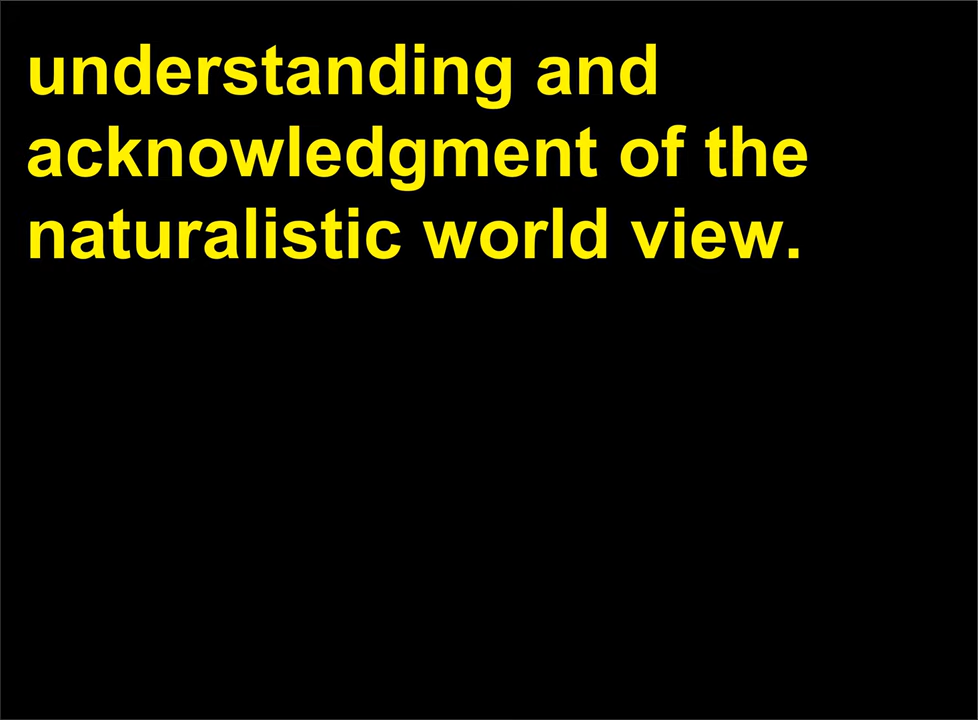 understanding and
acknowledgment of the
naturalistic world view.